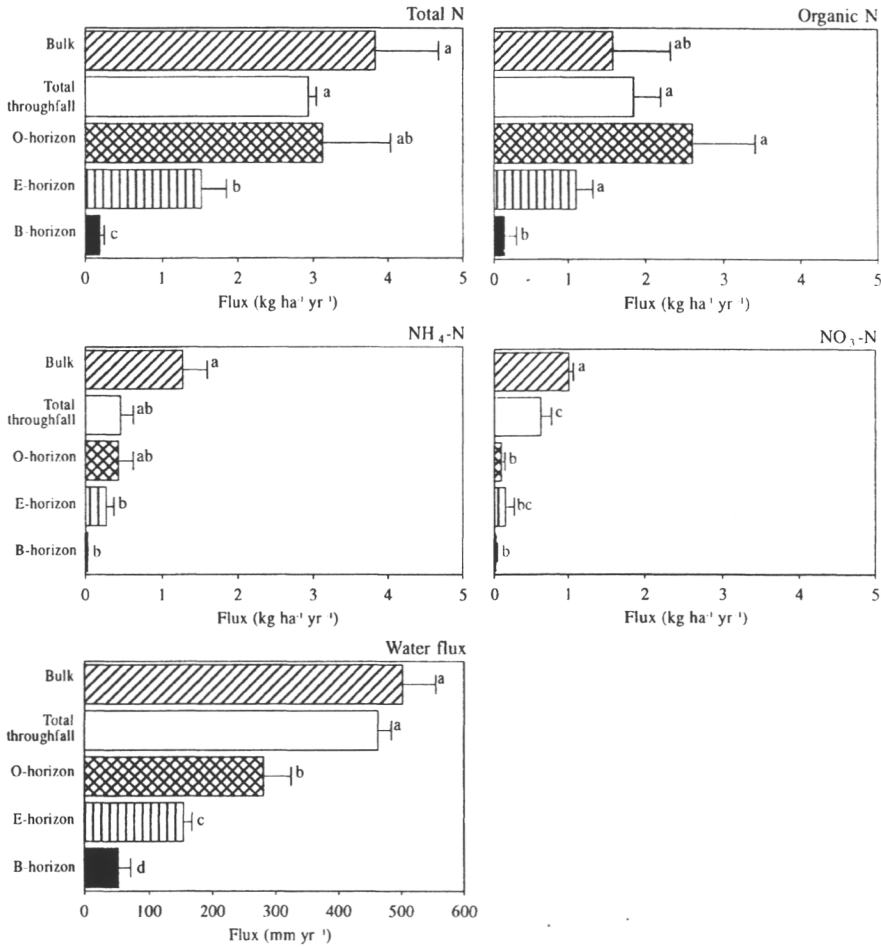 Total N
Bulk
a
Total
throughfall
a
O-horizon
ab
E-horizon
b
B-horizon
c
0 1 2 3 4 5
Flux (kg ha⁻¹ yr⁻¹)
Organic N
ab
a
a
a
b
0 1 2 3 4 5
Flux (kg ha⁻¹ yr⁻¹)
NH₄-N
Bulk
a
Total
throughfall
ab
O-horizon
ab
E-horizon
b
B-horizon
b
0 1 2 3 4 5
Flux (kg ha⁻¹ yr⁻¹)
NO₃-N
a
c
b
bc
b
0 1 2 3 4 5
Flux (kg ha⁻¹ yr⁻¹)
Water flux
Bulk
a
Total
throughfall
a
O-horizon
b
E-horizon
c
B-horizon
d
0 100 200 300 400 500 600
Flux (mm yr⁻¹)